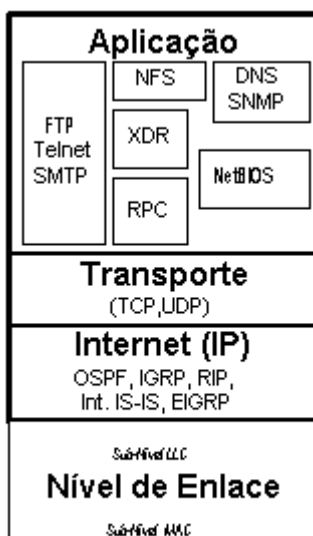 Aplicação
FTP
Telnet
SMTP
NFS
XDR
RPC
DNS
SNMP
NetBIOS
Transporte
(TCP,UDP)
Internet (IP)
OSPF, IGRP, RIP,
Int. IS-IS, EIGRP
Sub-Nível LLC
Nível de Enlace
Sub-Nível MAC